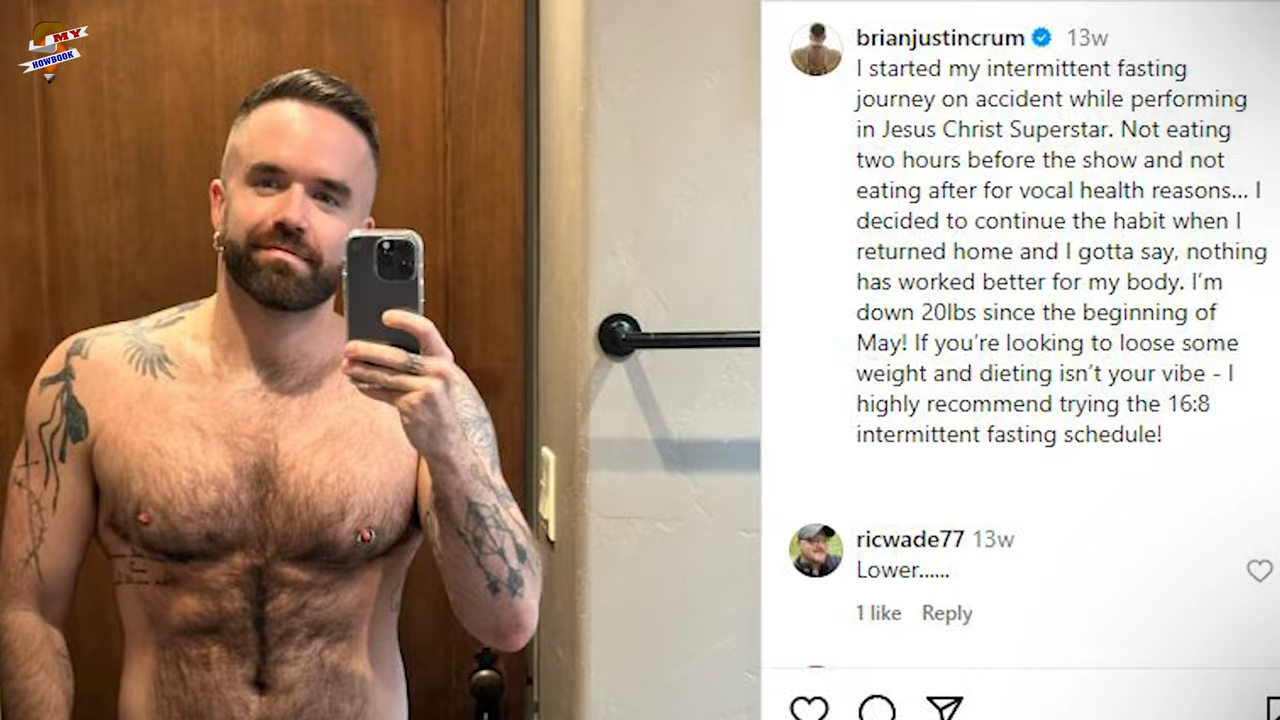 MY
HOWBOOK
brianjustincrum 13w
I started my intermittent fasting
journey on accident while performing
in Jesus Christ Superstar. Not eating
two hours before the show and not
eating after for vocal health reasons... I
decided to continue the habit when I
returned home and I gotta say, nothing
has worked better for my body. I'm
down 20lbs since the beginning of
May! If you're looking to loose some
weight and dieting isn't your vibe - I
highly recommend trying the 16:8
intermittent fasting schedule!
ricwade77 13w
Lower......
1 like Reply